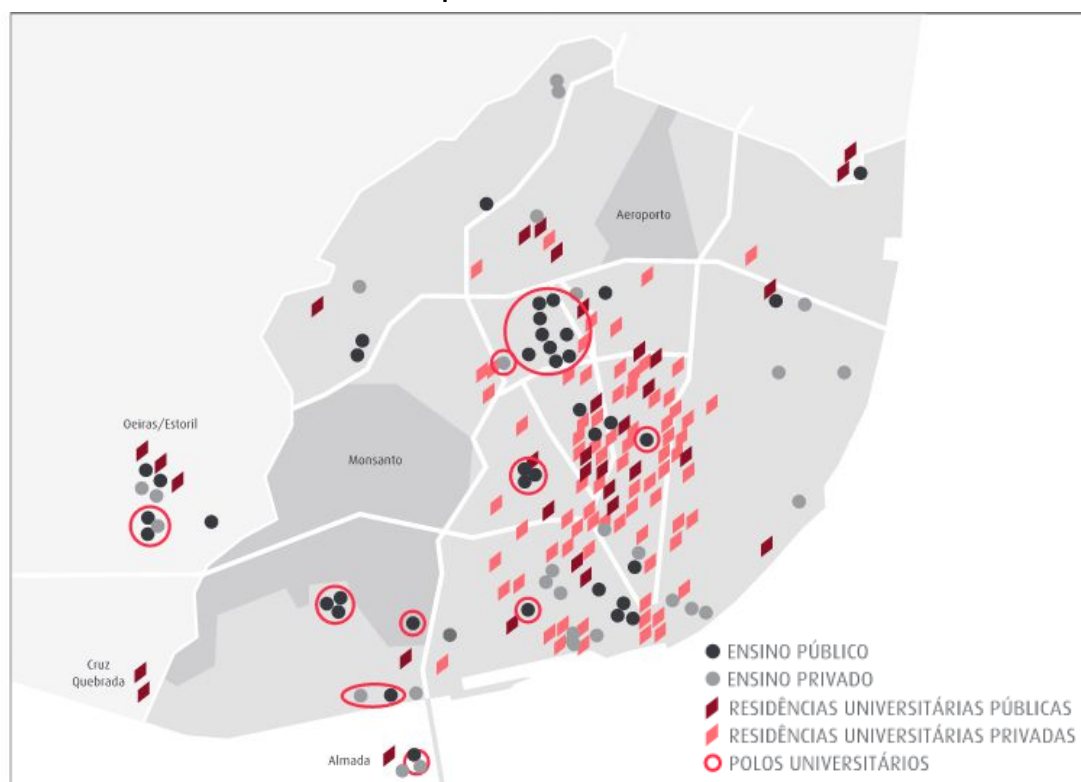 Aeroporto
Oeiras/Estoril
Monsanto
Cruz
Quebrada
Almada
ENSINO PÚBLICO
ENSINO PRIVADO
RESIDÊNCIAS UNIVERSITÁRIAS PÚBLICAS
RESIDÊNCIAS UNIVERSITÁRIAS PRIVADAS
POLOS UNIVERSITÁRIOS